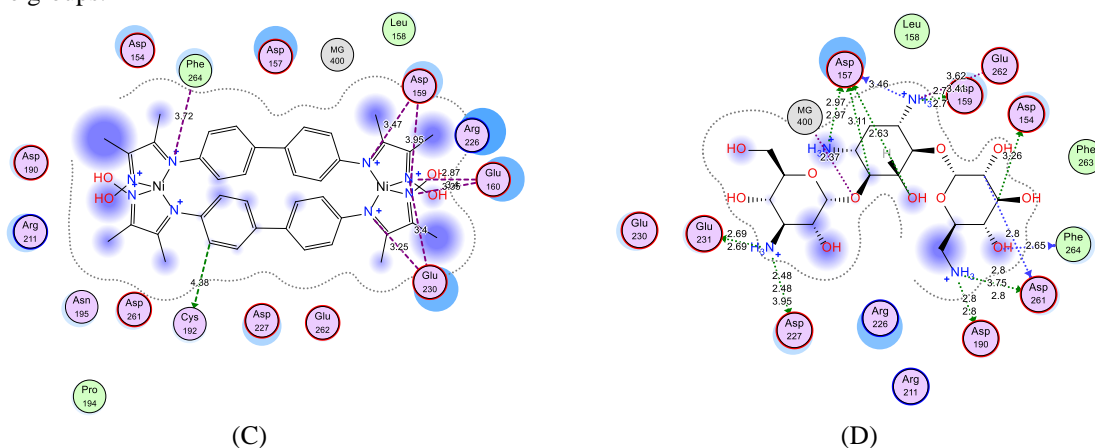 Asp
154
Phe
264
Asp
157
MG
400
Leu
158
Asp
159
Arg
226
Glu
160
Glu
230
Glu
262
Asp
227
Cys
192
Asp
261
Asn
195
Arg
211
Asp
190
Pro
194
3.72
3.47
3.95
2.87
3.4
3.25
4.38
HO
HO
Ni
N
N
N
N
Ni
N
N
N
N
OH
OH
(C)
Leu
158
Asp
157
MG
400
Glu
262
Asp
159
Asp
154
Phe
263
Phe
264
Asp
261
Asp
190
Arg
211
Arg
226
Asp
227
Glu
231
Glu
230
3.46
3.62
3.41
2.97
2.97
3.11
2.63
2.37
3.26
2.8
2.65
2.8
3.75
2.8
2.8
2.8
2.69
2.69
2.48
2.48
3.95
HO
HO
OH
O
O
OH
H
O
O
OH
OH
OH
NH3
NH3
H3N
H2N
(D)